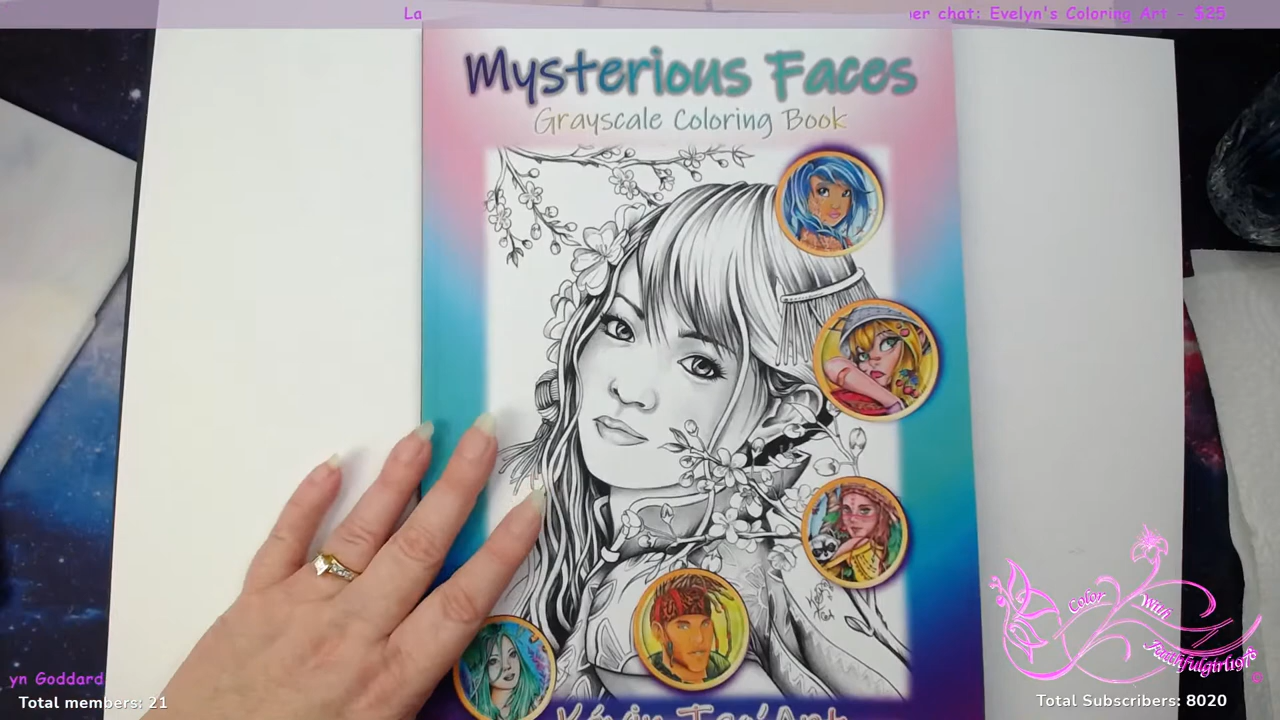 La
er chat: Evelyn's Coloring Art - $25
Mysterious Faces
Grayscale Coloring Book
Color With
Faithfulgirl1978
yn Goddard
Total members: 21
Total Subscribers: 8020